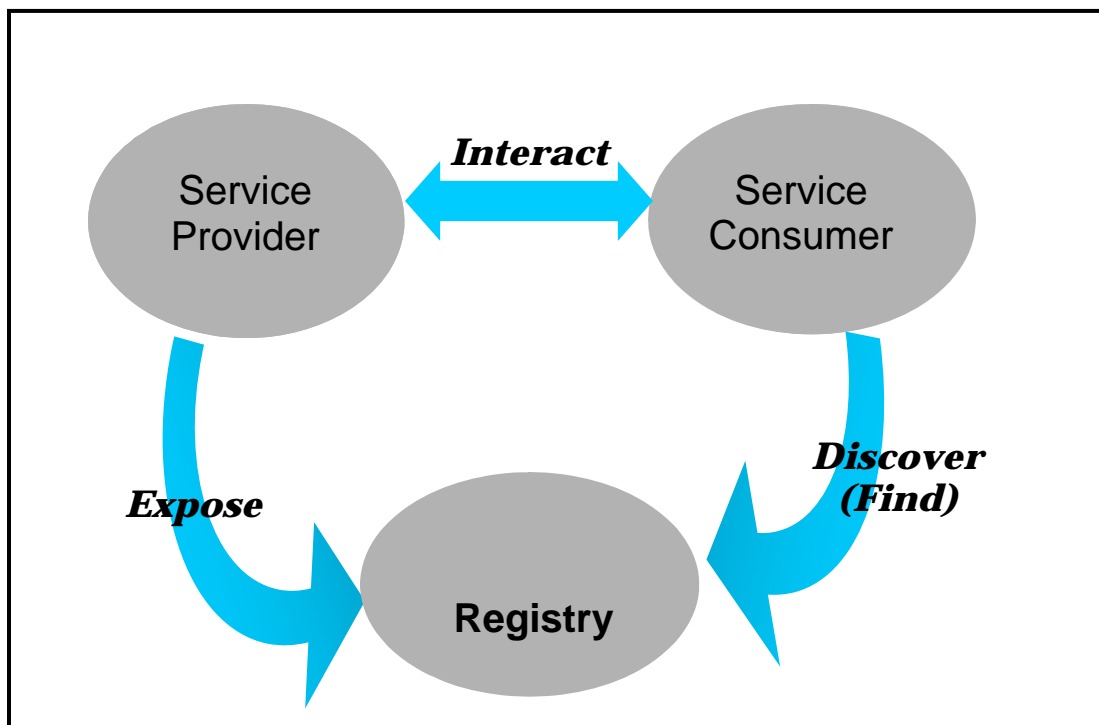 Interact
Service
Provider
Service
Consumer
Expose
Discover
(Find)
Registry